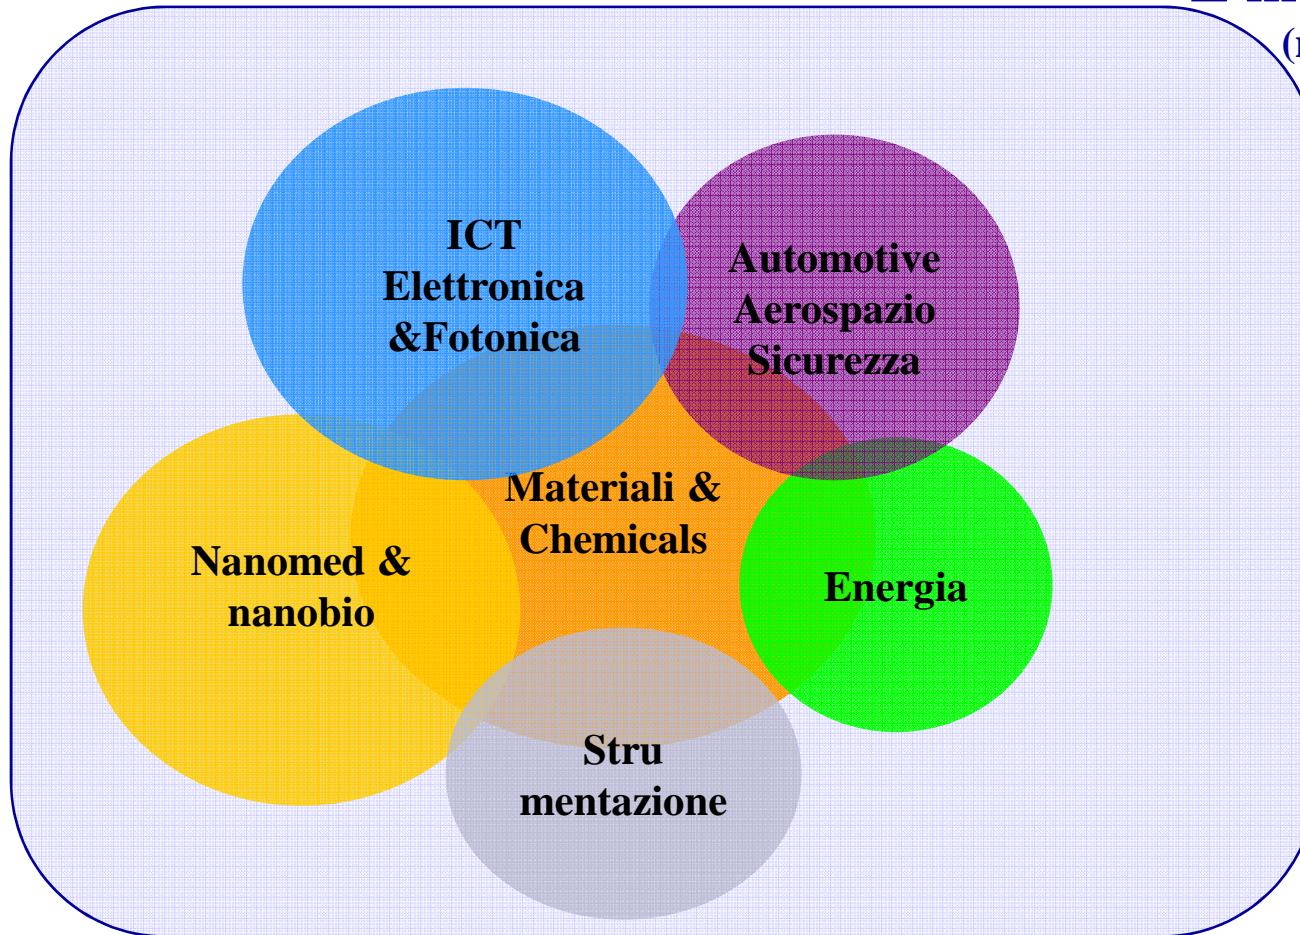 ICT
Elettronica
&Fotonica
Automotive
Aerospazio
Sicurezza
Materiali &
Chemicals
Nanomed &
nanobio
Energia
Stru
mentazione